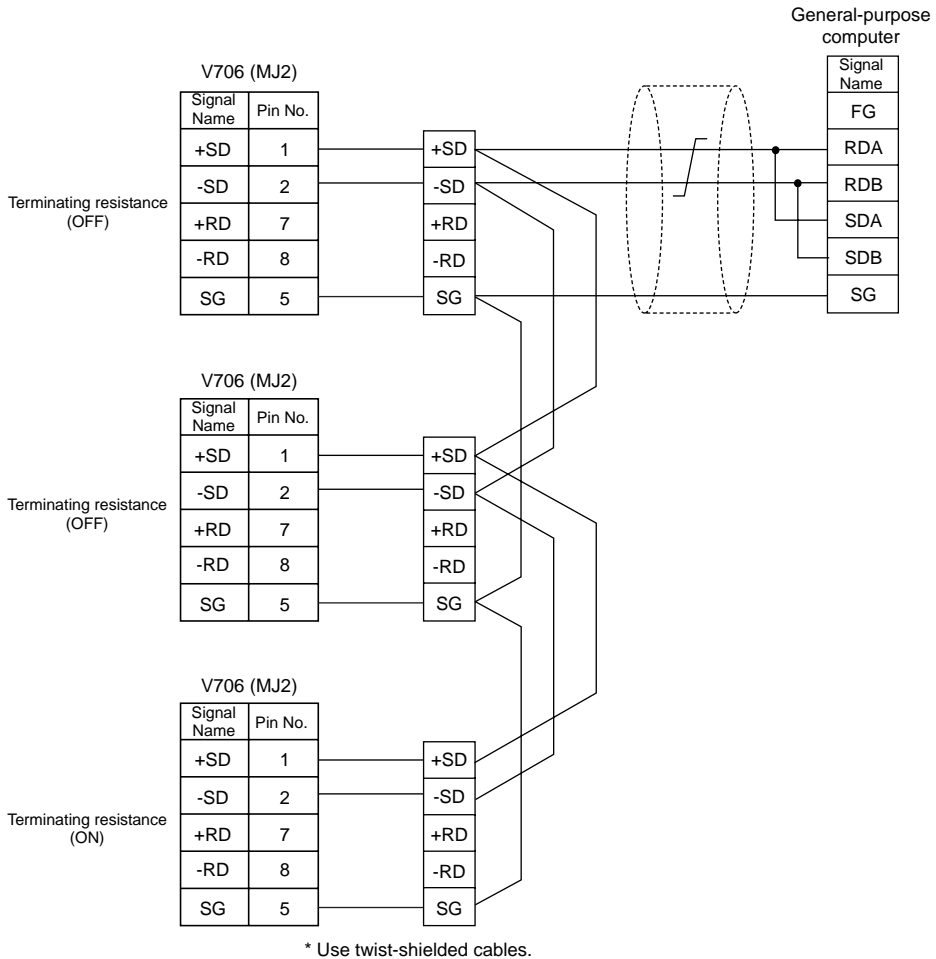 General-purpose
computer
Signal
Name
FG
RDA
RDB
SDA
SDB
SG
V706 (MJ2)
Signal
Name
Pin No.
+SD 1
-SD 2
+RD 7
-RD 8
SG 5
Terminating resistance
(OFF)
+SD
-SD
+RD
-RD
SG
V706 (MJ2)
Signal
Name
Pin No.
+SD 1
-SD 2
+RD 7
-RD 8
SG 5
Terminating resistance
(OFF)
+SD
-SD
+RD
-RD
SG
V706 (MJ2)
Signal
Name
Pin No.
+SD 1
-SD 2
+RD 7
-RD 8
SG 5
Terminating resistance
(ON)
+SD
-SD
+RD
-RD
SG
* Use twist-shielded cables.